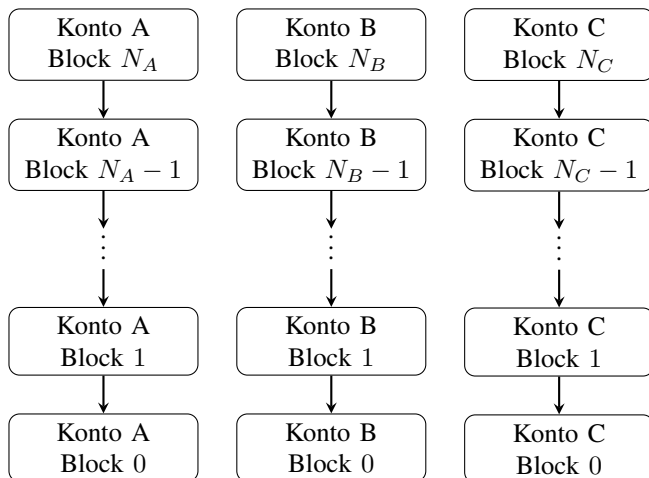 Konto A
Block N_A
Konto B
Block N_B
Konto C
Block N_C
Konto A
Block N_A − 1
Konto B
Block N_B − 1
Konto C
Block N_C − 1
⋮
⋮
⋮
Konto A
Block 1
Konto B
Block 1
Konto C
Block 1
Konto A
Block 0
Konto B
Block 0
Konto C
Block 0